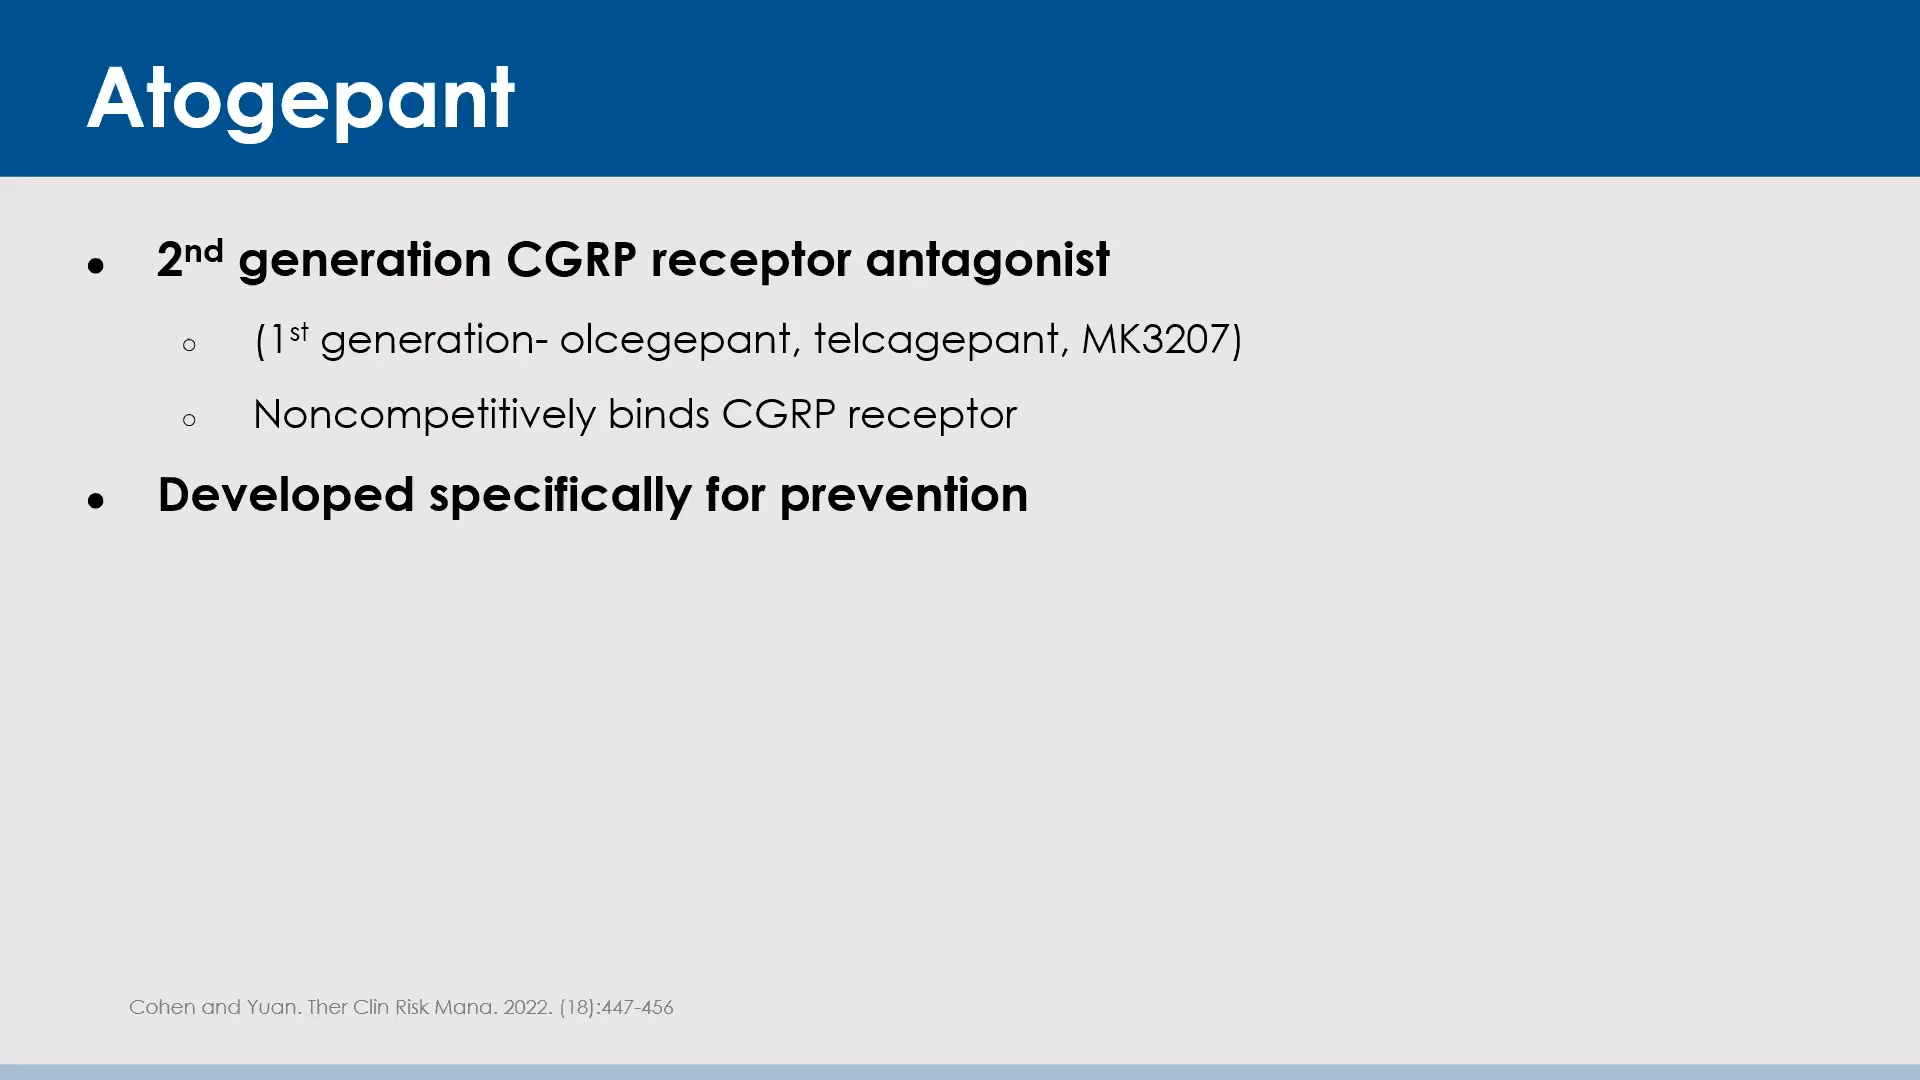 Atogepant
● 2nd generation CGRP receptor antagonist
○ (1st generation- olcegepant, telcagepant, MK3207)
○ Noncompetitively binds CGRP receptor
● Developed specifically for prevention
Cohen and Yuan. Ther Clin Risk Mana. 2022. (18):447-456